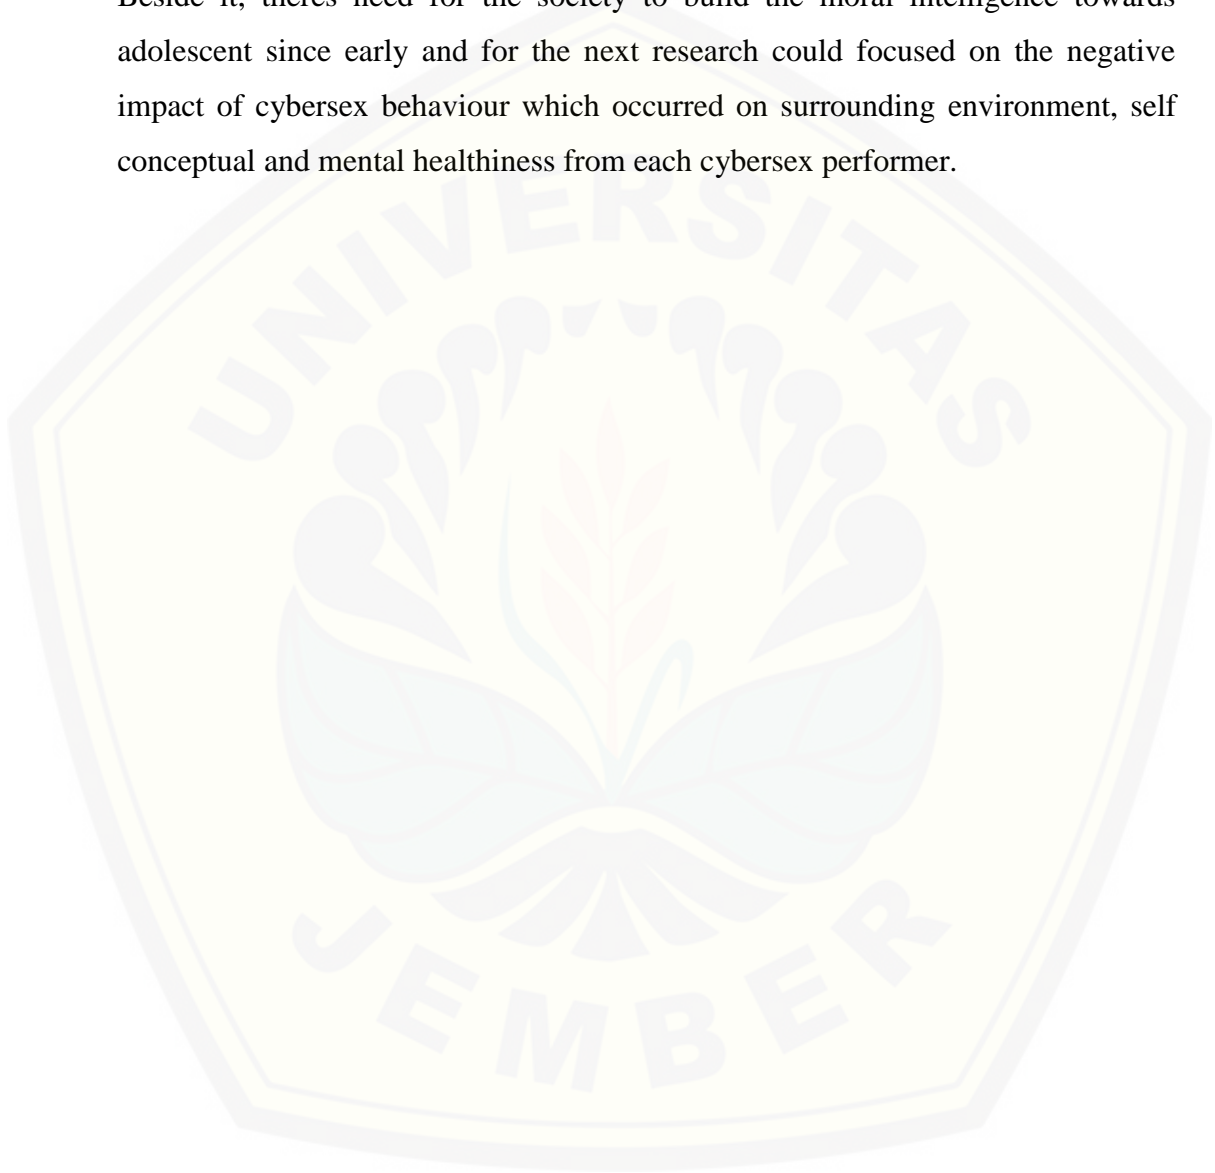 Beside it, theres need for the society to build the moral intelligence towards
adolescent since early and for the next research could focused on the negative
impact of cybersex behaviour which occurred on surrounding environment, self
conceptual and mental healthiness from each cybersex performer.
UNIVERSITAS
JEMBER